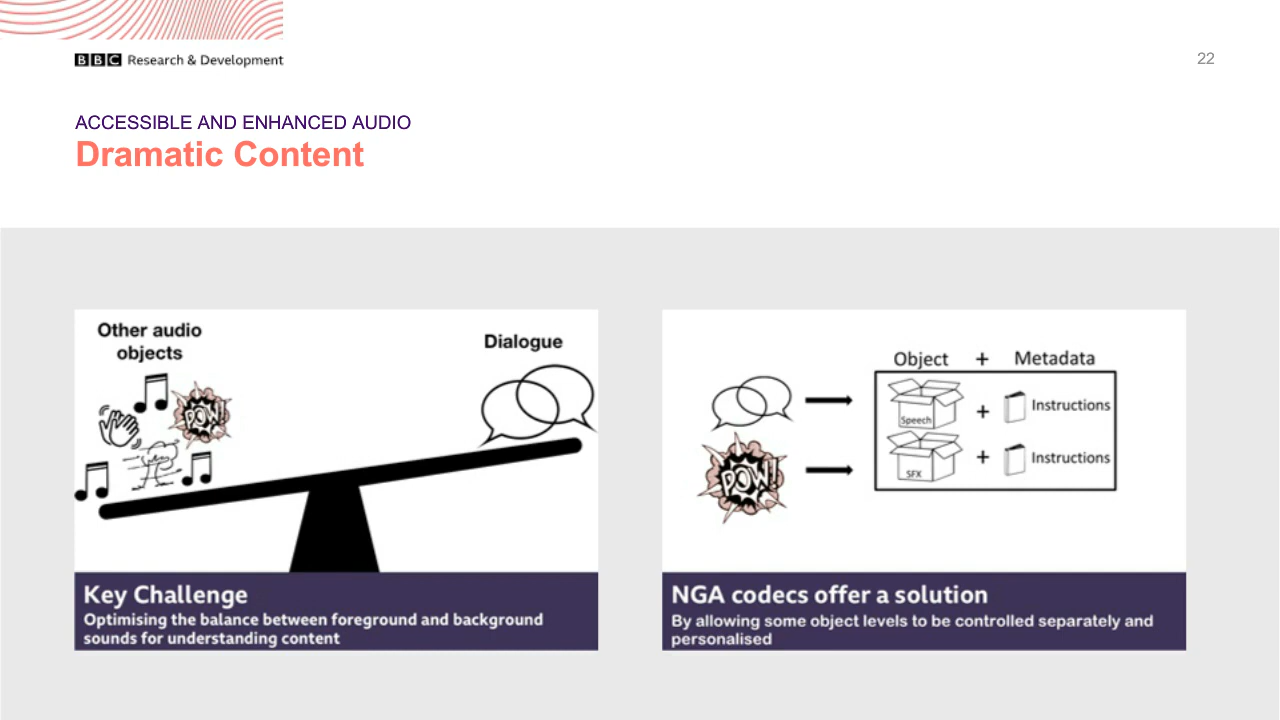 BBC Research & Development
22
ACCESSIBLE AND ENHANCED AUDIO
Dramatic Content
Other audio
objects
Dialogue
POW!
Key Challenge
Optimising the balance between foreground and background
sounds for understanding content
Object + Metadata
Speech + Instructions
POW!
SFX + Instructions
NGA codecs offer a solution
By allowing some object levels to be controlled separately and
personalised